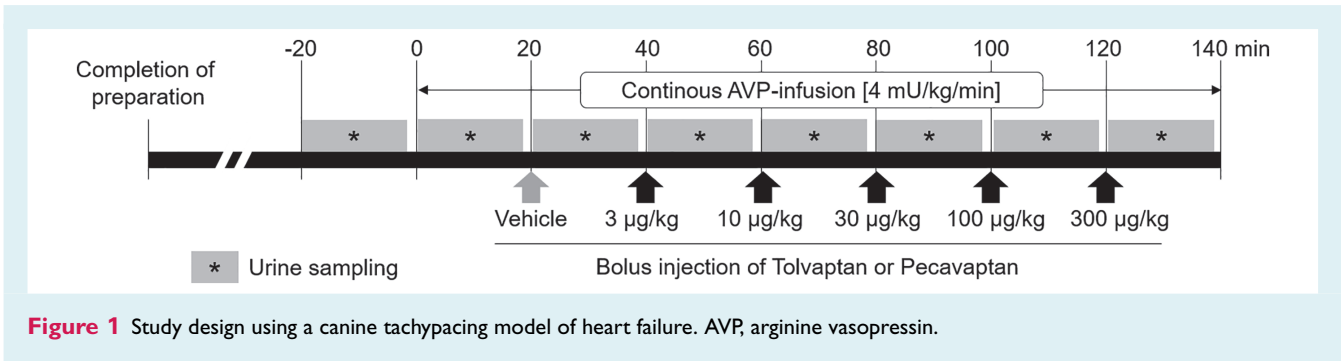 -20 0 20 40 60 80 100 120 140 min
Completion of
preparation
Continous AVP-infusion [4 mU/kg/min]
* * * * * * * *
Vehicle 3 µg/kg 10 µg/kg 30 µg/kg 100 µg/kg 300 µg/kg
* Urine sampling
Bolus injection of Tolvaptan or Pecavaptan
Figure 1 Study design using a canine tachypacing model of heart failure. AVP, arginine vasopressin.